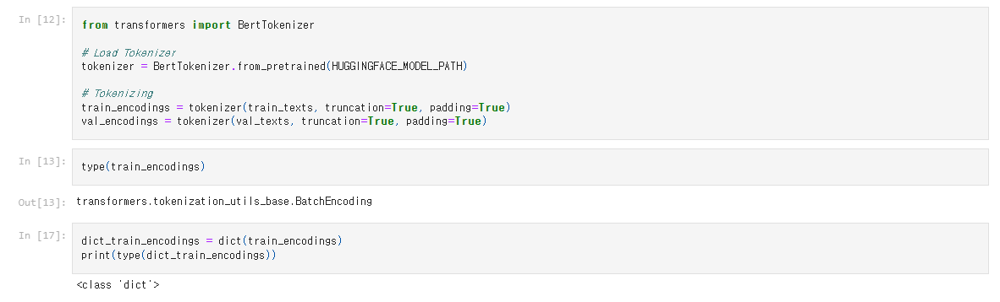 In [12]:
from transformers import BertTokenizer
# Load Tokenizer
tokenizer = BertTokenizer.from_pretrained(HUGGINGFACE_MODEL_PATH)
# Tokenizing
train_encodings = tokenizer(train_texts, truncation=True, padding=True)
val_encodings = tokenizer(val_texts, truncation=True, padding=True)
In [13]:
type(train_encodings)
Out[13]:
transformers.tokenization_utils_base.BatchEncoding
In [17]:
dict_train_encodings = dict(train_encodings)
print(type(dict_train_encodings))
<class 'dict'>